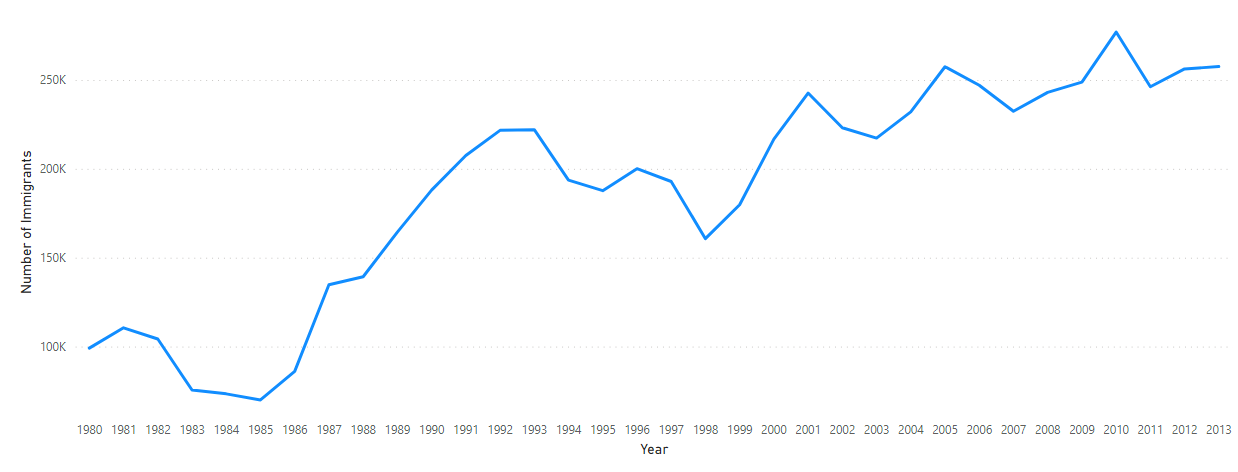 250K
200K
150K
100K
Number of Immigrants
1980 1981 1982 1983 1984 1985 1986 1987 1988 1989 1990 1991 1992 1993 1994 1995 1996 1997 1998 1999 2000 2001 2002 2003 2004 2005 2006 2007 2008 2009 2010 2011 2012 2013
Year